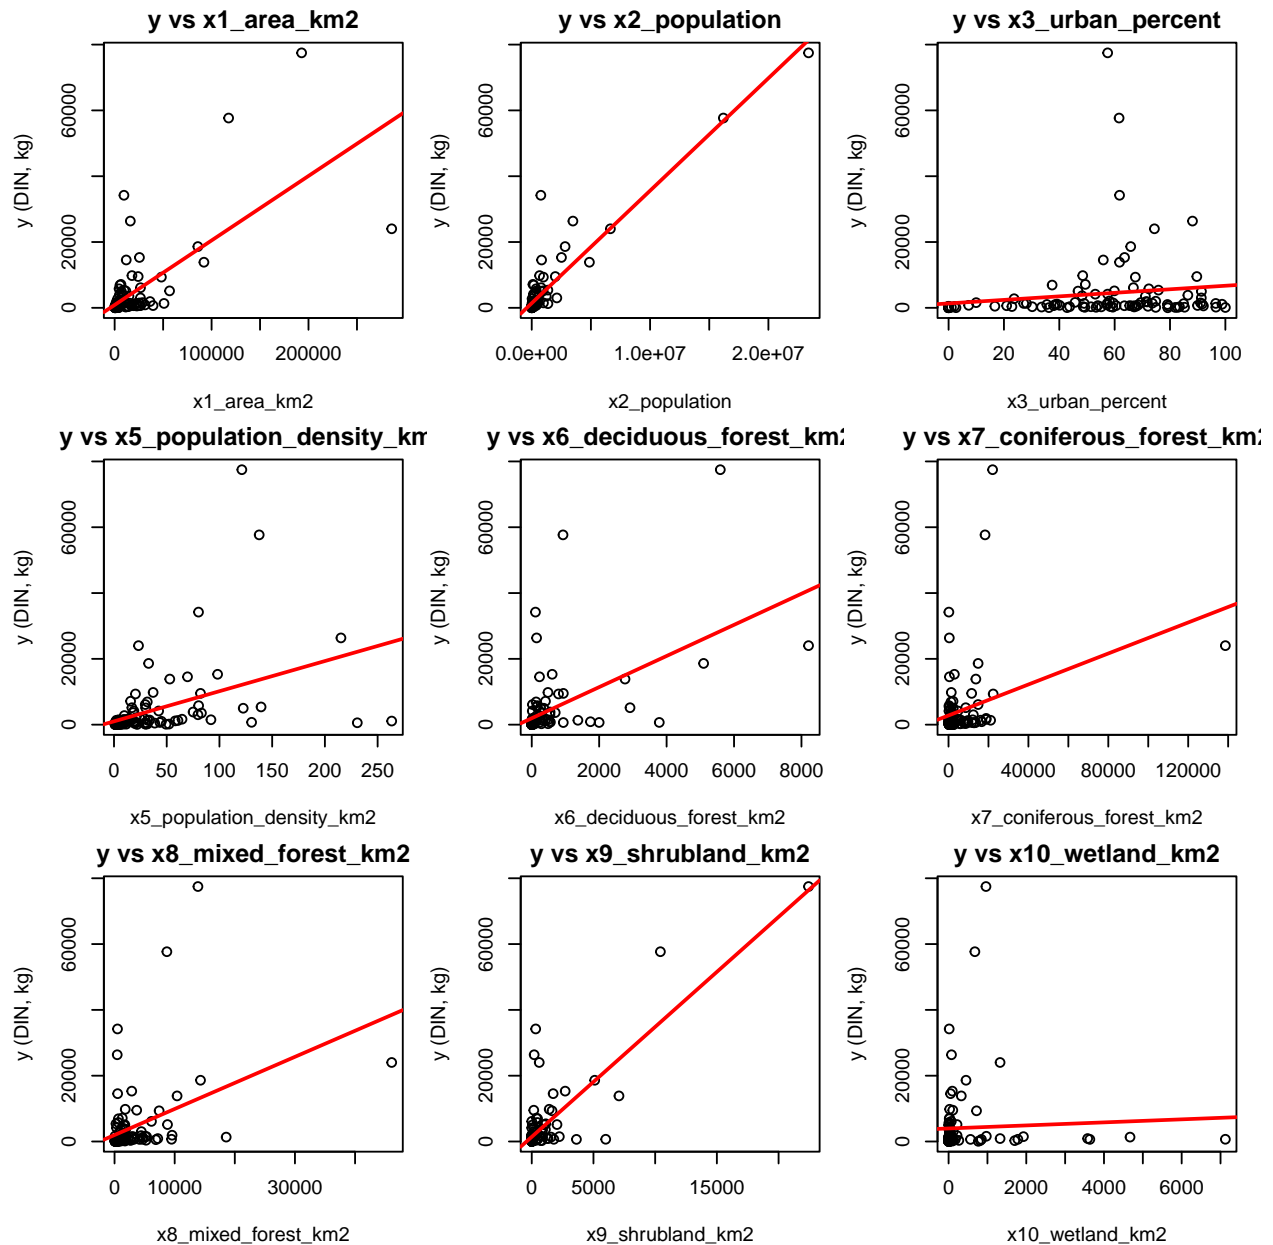 y vs x1_area_km2
y (DIN, kg)
0 20000 60000
0 100000 200000
x1_area_km2
y vs x2_population
y (DIN, kg)
0 20000 60000
0.0e+00 1.0e+07 2.0e+07
x2_population
y vs x3_urban_percent
y (DIN, kg)
0 20000 60000
0 20 40 60 80 100
x3_urban_percent
y vs x5_population_density_km
y (DIN, kg)
0 20000 60000
0 50 100 150 200 250
x5_population_density_km2
y vs x6_deciduous_forest_km2
y (DIN, kg)
0 20000 60000
0 2000 4000 6000 8000
x6_deciduous_forest_km2
y vs x7_coniferous_forest_km2
y (DIN, kg)
0 20000 60000
0 40000 80000 120000
x7_coniferous_forest_km2
y vs x8_mixed_forest_km2
y (DIN, kg)
0 20000 60000
0 10000 30000
x8_mixed_forest_km2
y vs x9_shrubland_km2
y (DIN, kg)
0 20000 60000
0 5000 15000
x9_shrubland_km2
y vs x10_wetland_km2
y (DIN, kg)
0 20000 60000
0 2000 4000 6000
x10_wetland_km2